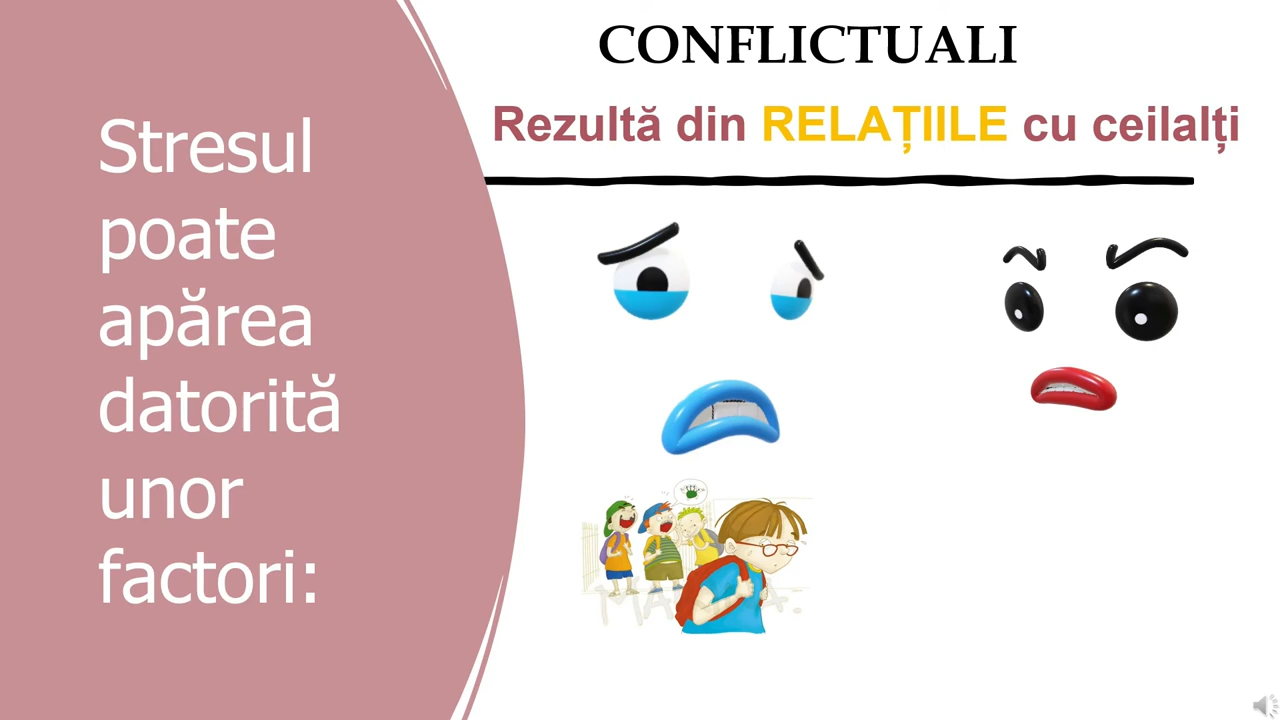 Stresul
poate
apărea
datorită
unor
factori:
CONFLICTUALI
Rezultă din RELAȚIILE cu ceilalți